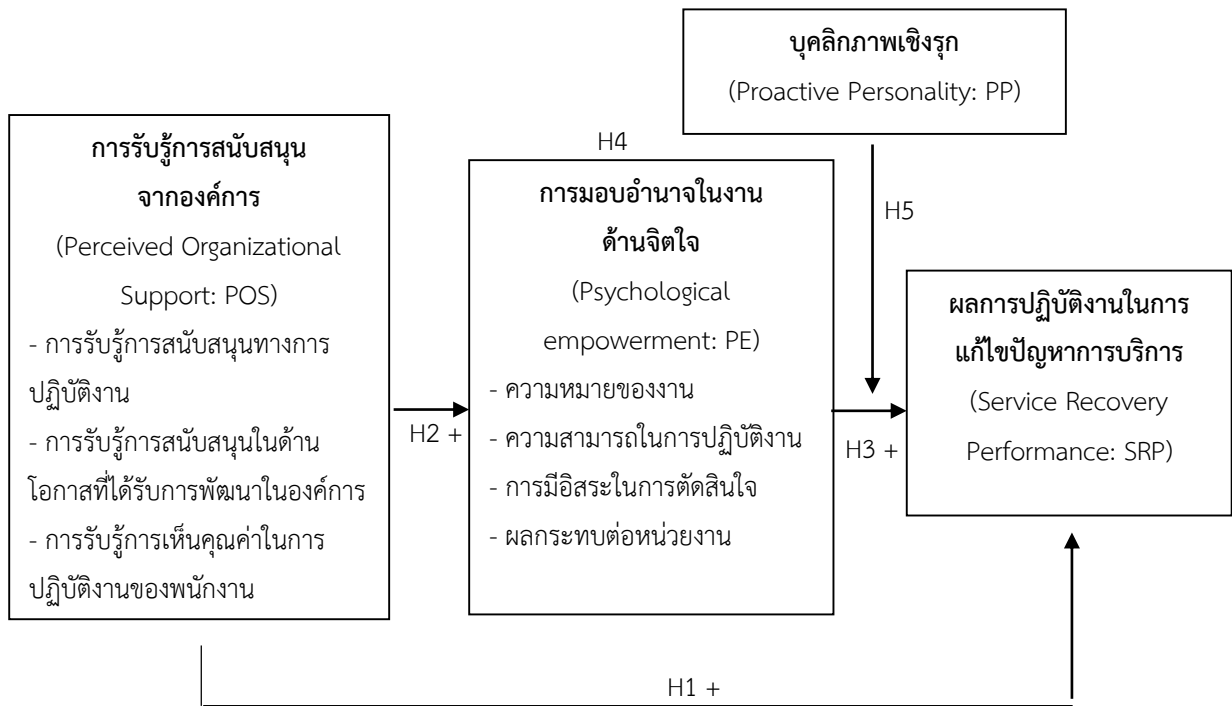 บุคลิกภาพเชิงรุก
(Proactive Personality: PP)
การรับรู้การสนับสนุน
จากองค์การ
(Perceived Organizational
Support: POS)
- การรับรู้การสนับสนุนทางการ
ปฏิบัติงาน
- การรับรู้การสนับสนุนในด้าน
โอกาสที่ได้รับการพัฒนาในองค์การ
- การรับรู้การเห็นคุณค่าในการ
ปฏิบัติงานของพนักงาน
H2 +
H4
การมอบอำนาจในงาน
ด้านจิตใจ
(Psychological
empowerment: PE)
- ความหมายของงาน
- ความสามารถในการปฏิบัติงาน
- การมีอิสระในการตัดสินใจ
- ผลกระทบต่อหน่วยงาน
H5
H3 +
ผลการปฏิบัติงานในการ
แก้ไขปัญหาการบริการ
(Service Recovery
Performance: SRP)
H1 +